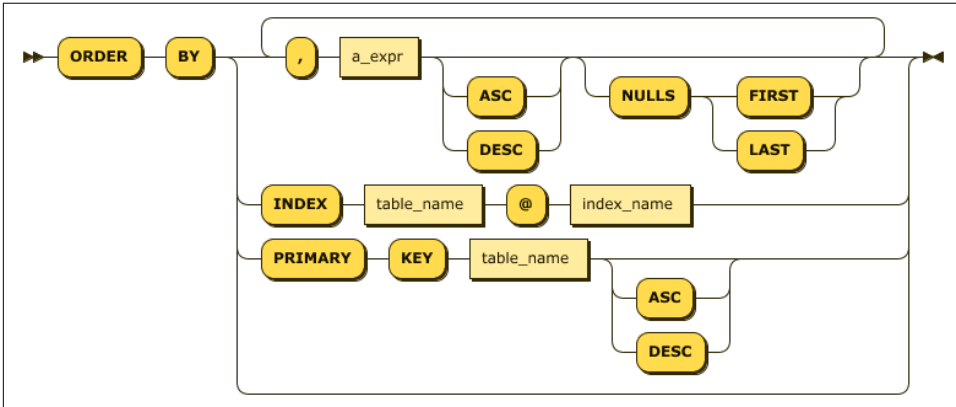 ORDER BY , a_expr
ASC NULLS FIRST
DESC LAST
INDEX table_name @ index_name
PRIMARY KEY table_name
ASC
DESC